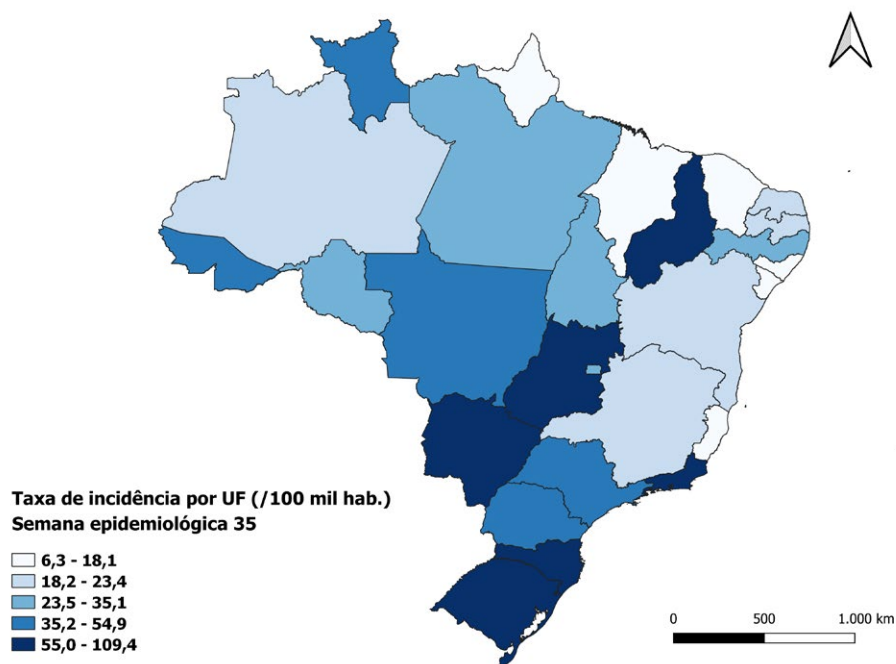 Taxa de incidência por UF (/100 mil hab.)
Semana epidemiológica 35
6,3 - 18,1
18,2 - 23,4
23,5 - 35,1
35,2 - 54,9
55,0 - 109,4
0 500 1.000 km